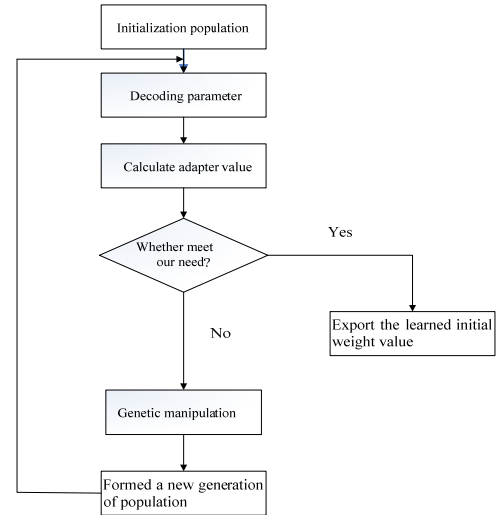 Initialization population
Decoding parameter
Calculate adapter value
Whether meet
our need?
Yes
Export the learned initial
weight value
No
Genetic manipulation
Formed a new generation
of population